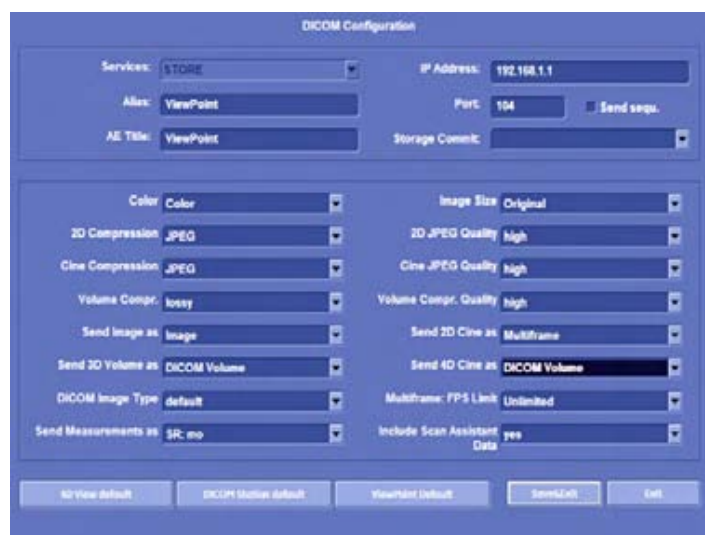 DICOM Configuration
Services: STORE
IP Address: 192.168.1.1
Alias: ViewPoint
Port: 104
Send sequ.
AE Title: ViewPoint
Storage Commit:
Color Color
Image Size Original
2D Compression JPEG
2D JPEG Quality high
Cine Compression JPEG
Cine JPEG Quality high
Volume Compr. lossy
Volume Compr. Quality high
Send Image as Image
Send 2D Cine as Multiframe
Send 3D Volume as DICOM Volume
Send 4D Cine as DICOM Volume
DICOM Image Type default
Multiframe: FPS Limit Unlimited
Send Measurements as SR: mo
Include Scan Assistant Data yes
4D View default
DICOM Station default
ViewPoint Default
Save&Exit
Exit